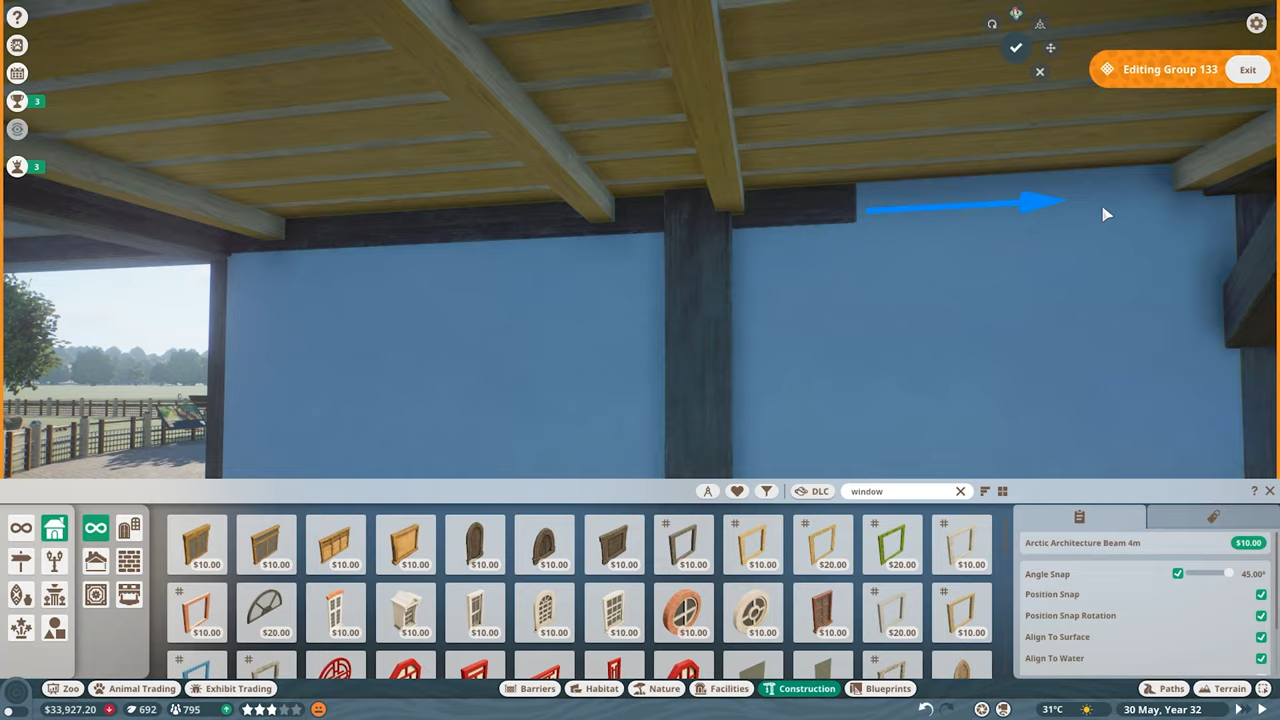 ?
3
3
Editing Group 133 Exit
DLC window ? ×
$10.00 $10.00 $10.00 $10.00 $10.00 $10.00 $10.00 # $10.00 # $10.00 # $20.00 # $20.00 # $10.00
# $10.00 $20.00 $10.00 $10.00 $10.00 $10.00 $10.00 $10.00 $10.00 $10.00 $20.00 $10.00
# #
Arctic Architecture Beam 4m $10.00
Angle Snap 45.00°
Position Snap
Position Snap Rotation
Align To Surface
Align To Water
Zoo Animal Trading Exhibit Trading Barriers Habitat Nature Facilities Construction Blueprints Paths Terrain
$33,927.20 692 795 31°C 30 May, Year 32